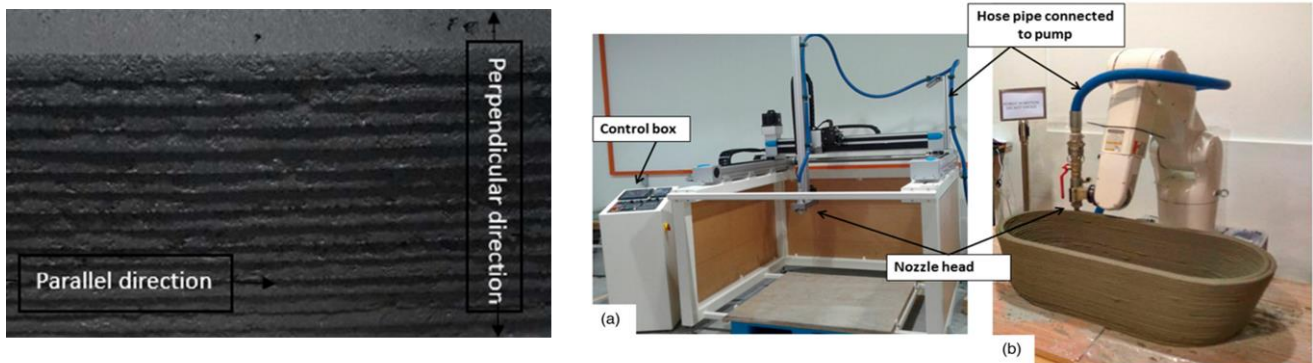 Perpendicular direction
Parallel direction
Hose pipe connected
to pump
Control box
Nozzle head
(a)
(b)